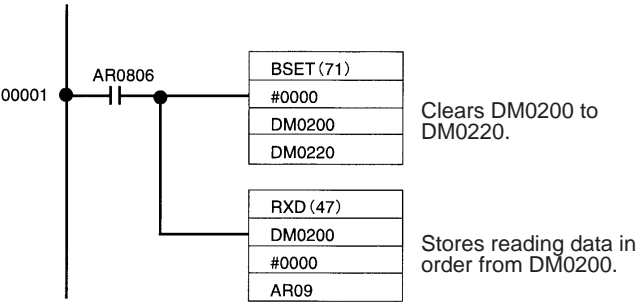 AR0806
00001
BSET(71)
#0000
DM0200
DM0220
Clears DM0200 to
DM0220.
RXD(47)
DM0200
#0000
AR09
Stores reading data in
order from DM0200.